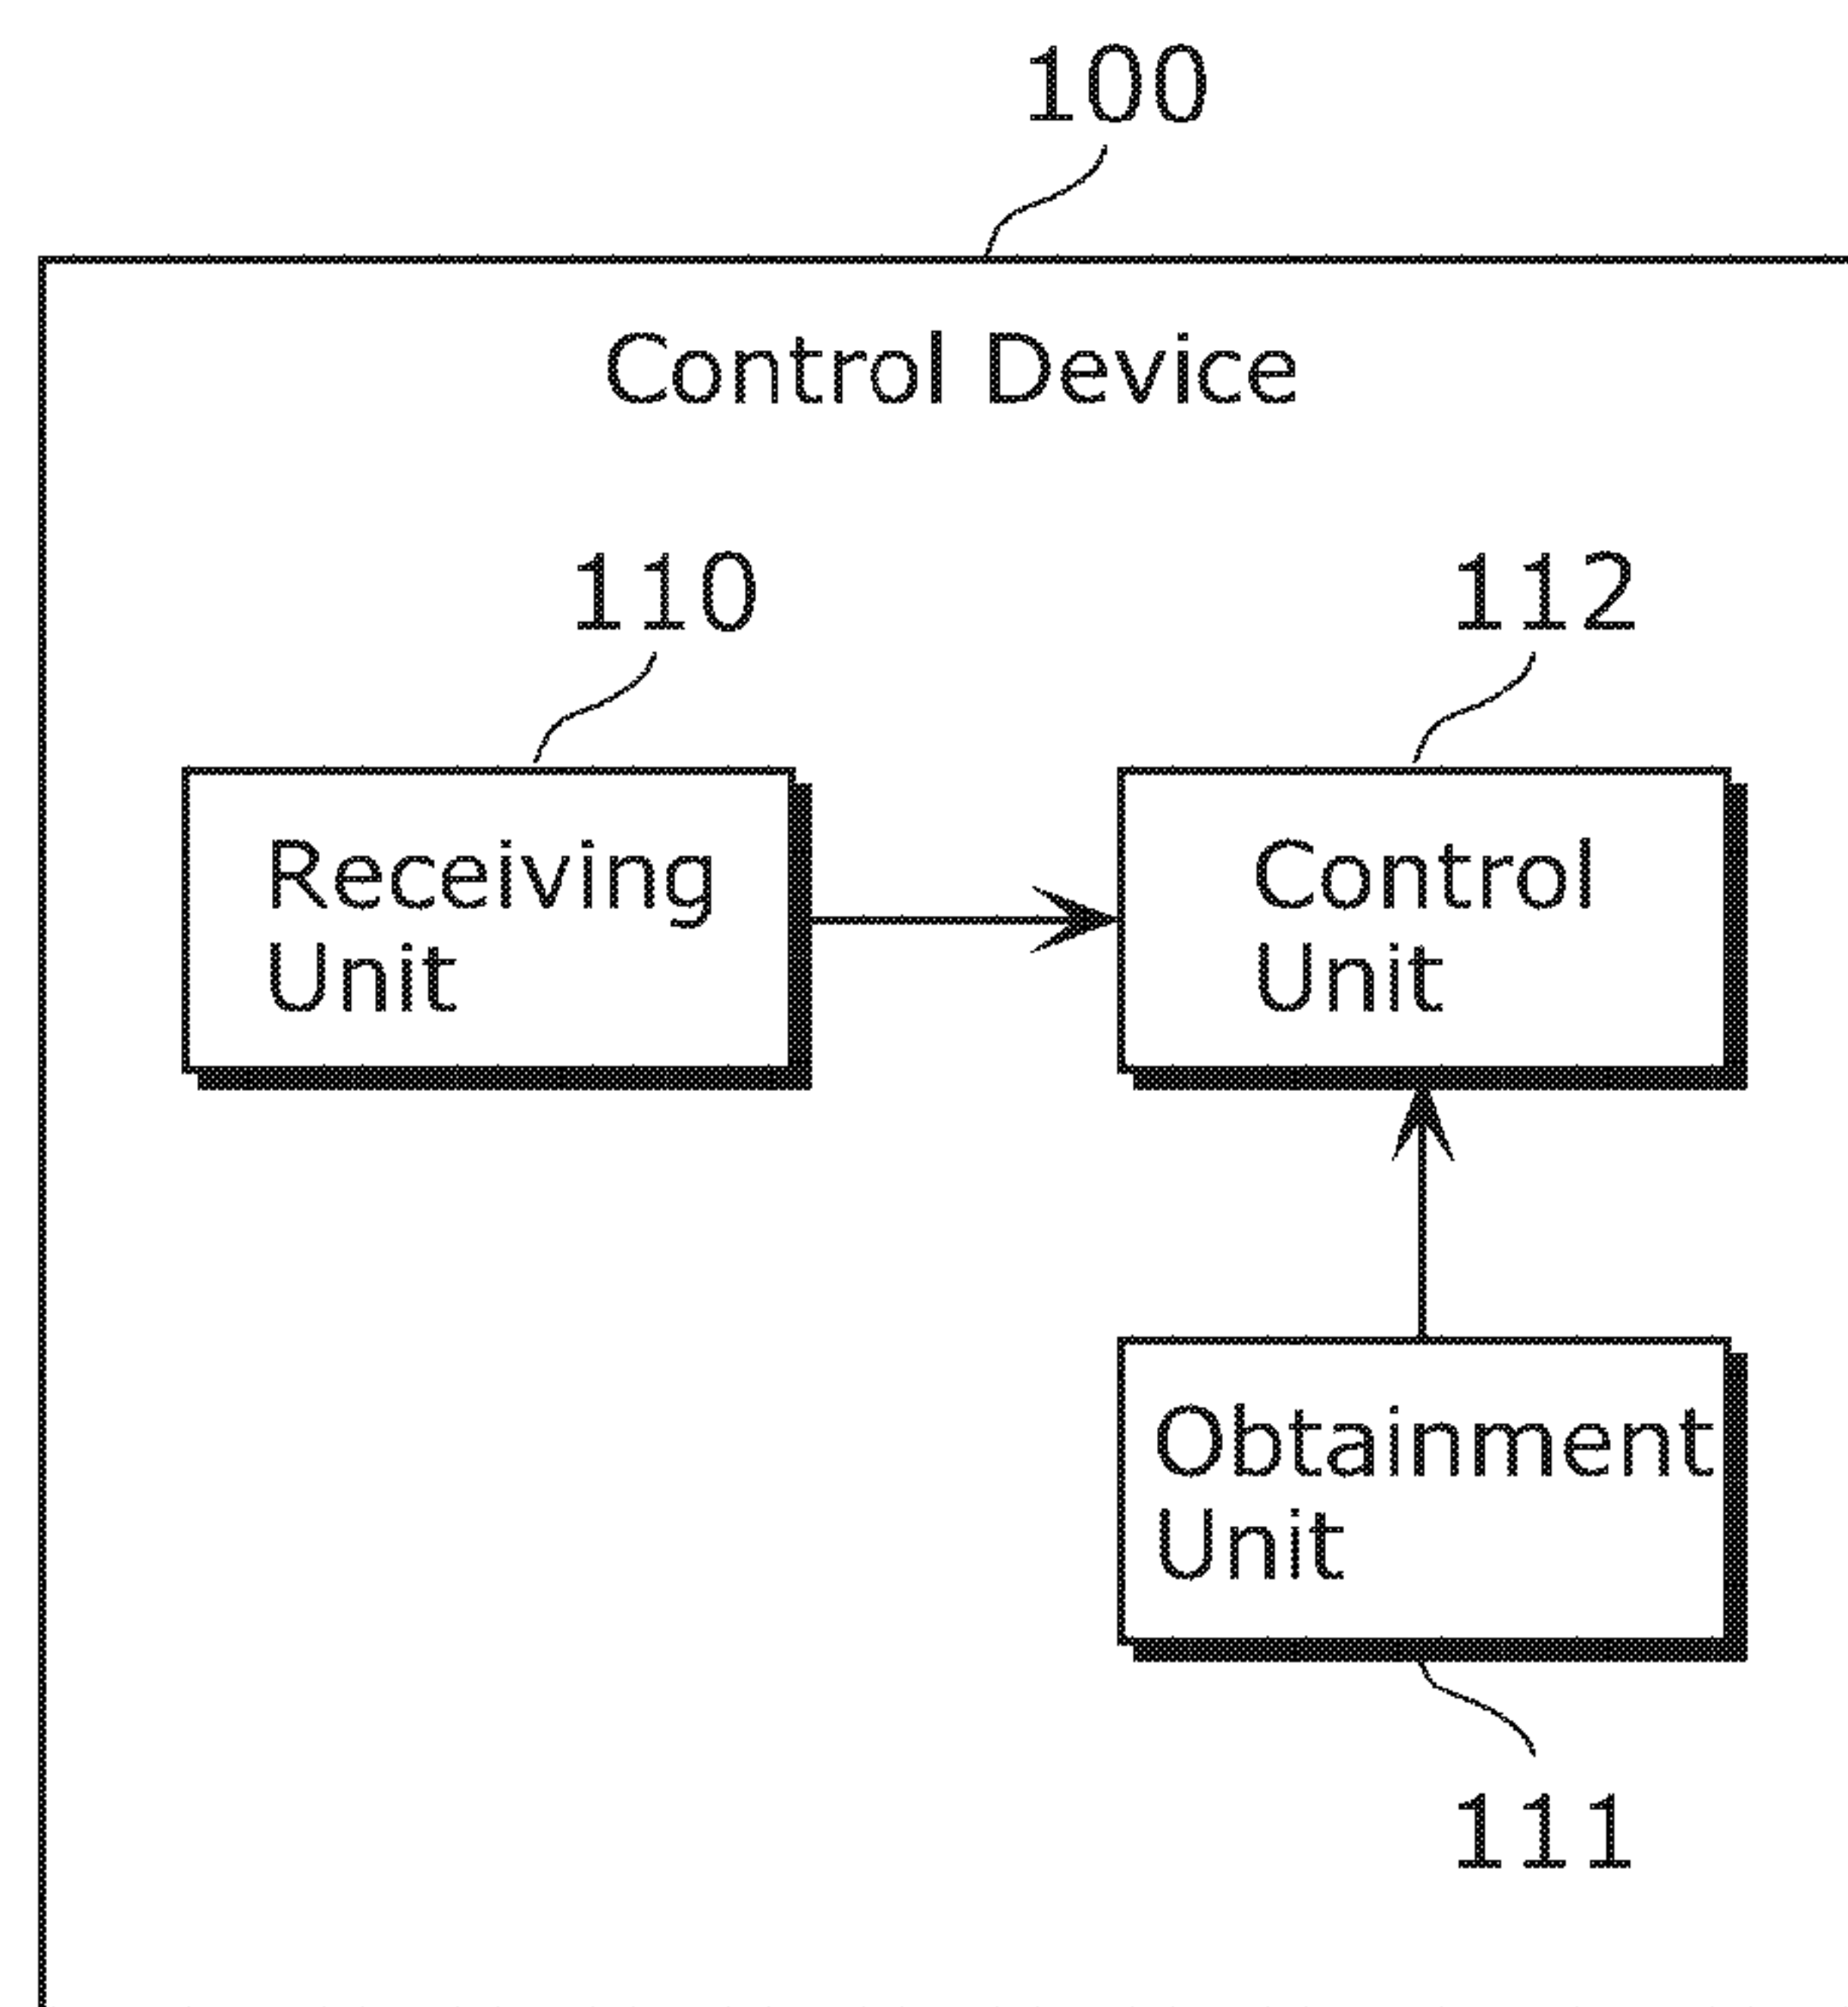 100
Control Device
110
112
Receiving
Unit
Control
Unit
Obtainment
Unit
111